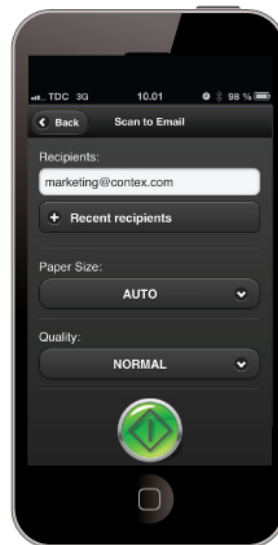 TDC 3G 10.01 98 %
Back Scan to Email
Recipients:
marketing@contex.com
Recent recipients
Paper Size:
AUTO
Quality:
NORMAL